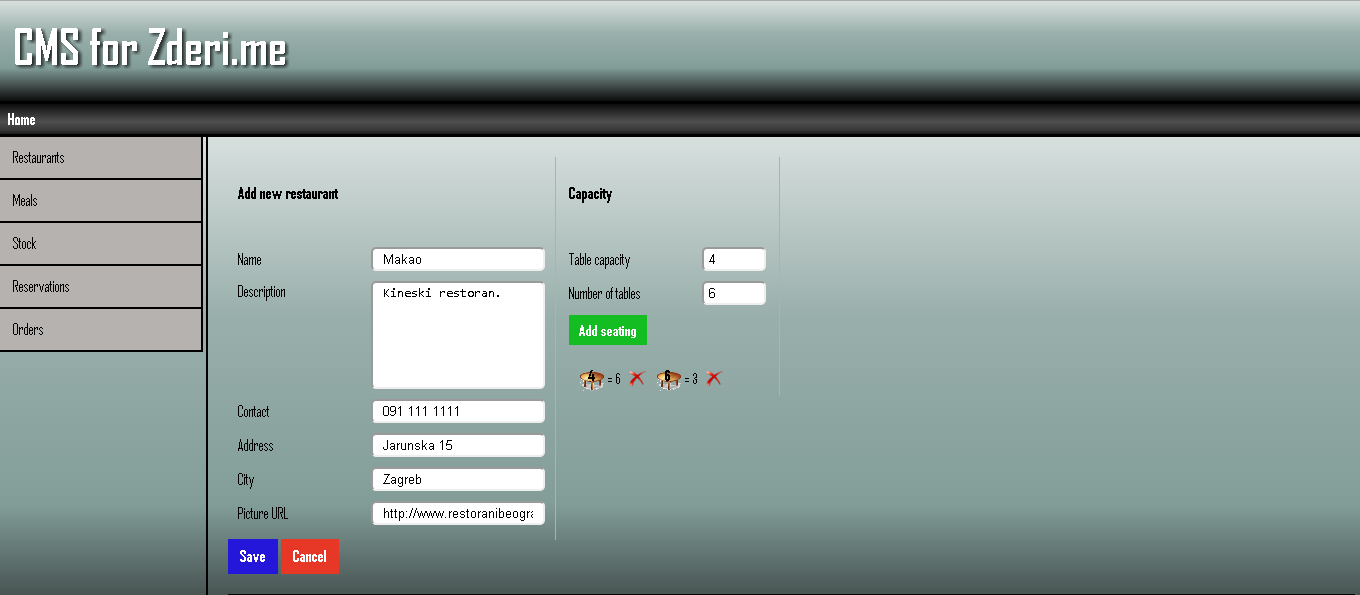 CMS for Zderi.me
Home
Restaurants
Meals
Stock
Reservations
Orders
Add new restaurant
Name Makao
Description Kineski restoran.
Contact 091 111 1111
Address Jarunska 15
City Zagreb
Picture URL http://www.restoranibeogra
Save Cancel
Capacity
Table capacity 4
Number of tables 6
Add seating
4 = 6 6 = 3